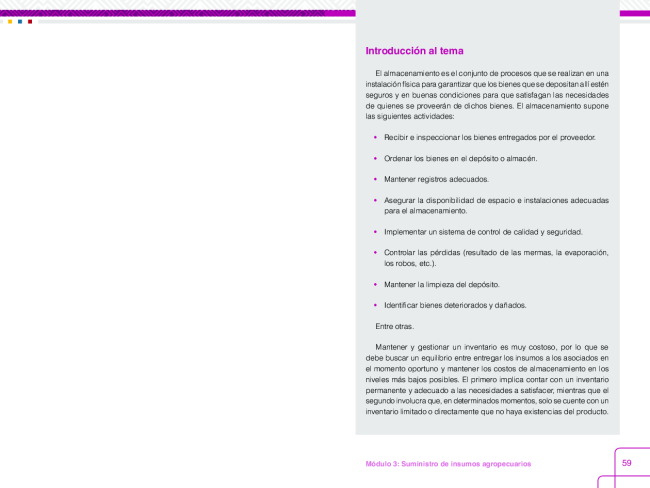 Introducción al tema
El almacenamiento es el conjunto de procesos que se realizan en una
instalación física para garantizar que los bienes que se depositan allí estén
seguros y en buenas condiciones para que satisfagan las necesidades
de quienes se proveerán de dichos bienes. El almacenamiento supone
las siguientes actividades:
• Recibir e inspeccionar los bienes entregados por el proveedor.
• Ordenar los bienes en el depósito o almacén.
• Mantener registros adecuados.
• Asegurar la disponibilidad de espacio e instalaciones adecuadas
para el almacenamiento.
• Implementar un sistema de control de calidad y seguridad.
• Controlar las pérdidas (resultado de las mermas, la evaporación,
los robos, etc.).
• Mantener la limpieza del depósito.
• Identificar bienes deteriorados y dañados.
Entre otras.
Mantener y gestionar un inventario es muy costoso, por lo que se
debe buscar un equilibrio entre entregar los insumos a los asociados en
el momento oportuno y mantener los costos de almacenamiento en los
niveles más bajos posibles. El primero implica contar con un inventario
permanente y adecuado a las necesidades a satisfacer, mientras que el
segundo involucra que, en determinados momentos, solo se cuente con un
inventario limitado o directamente que no haya existencias del producto.
Módulo 3: Suministro de insumos agropecuarios
59